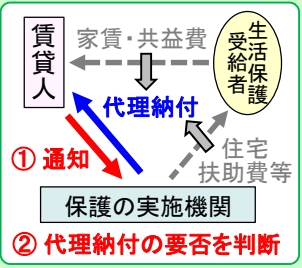 賃貸人
家賃・共益費
生活保護
受給者
代理納付
① 通知
住宅
扶助費等
保護の実施機関
② 代理納付の要否を判断